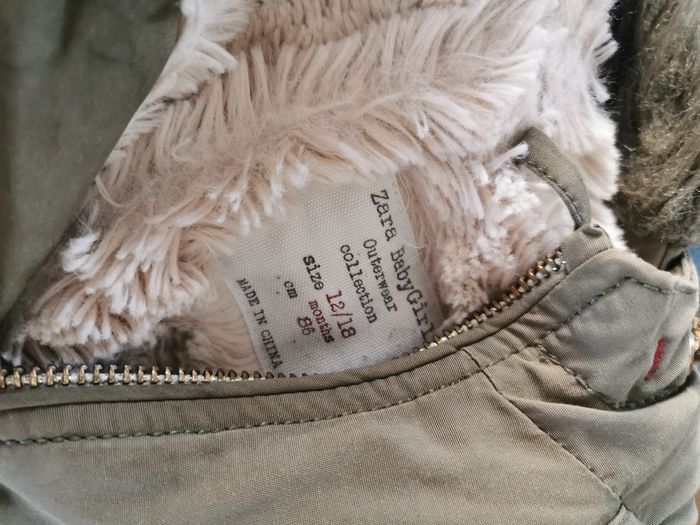 Zara BabyGirl
Outerwear
collection
size 12/18
months
cm 86
MADE IN CHINA